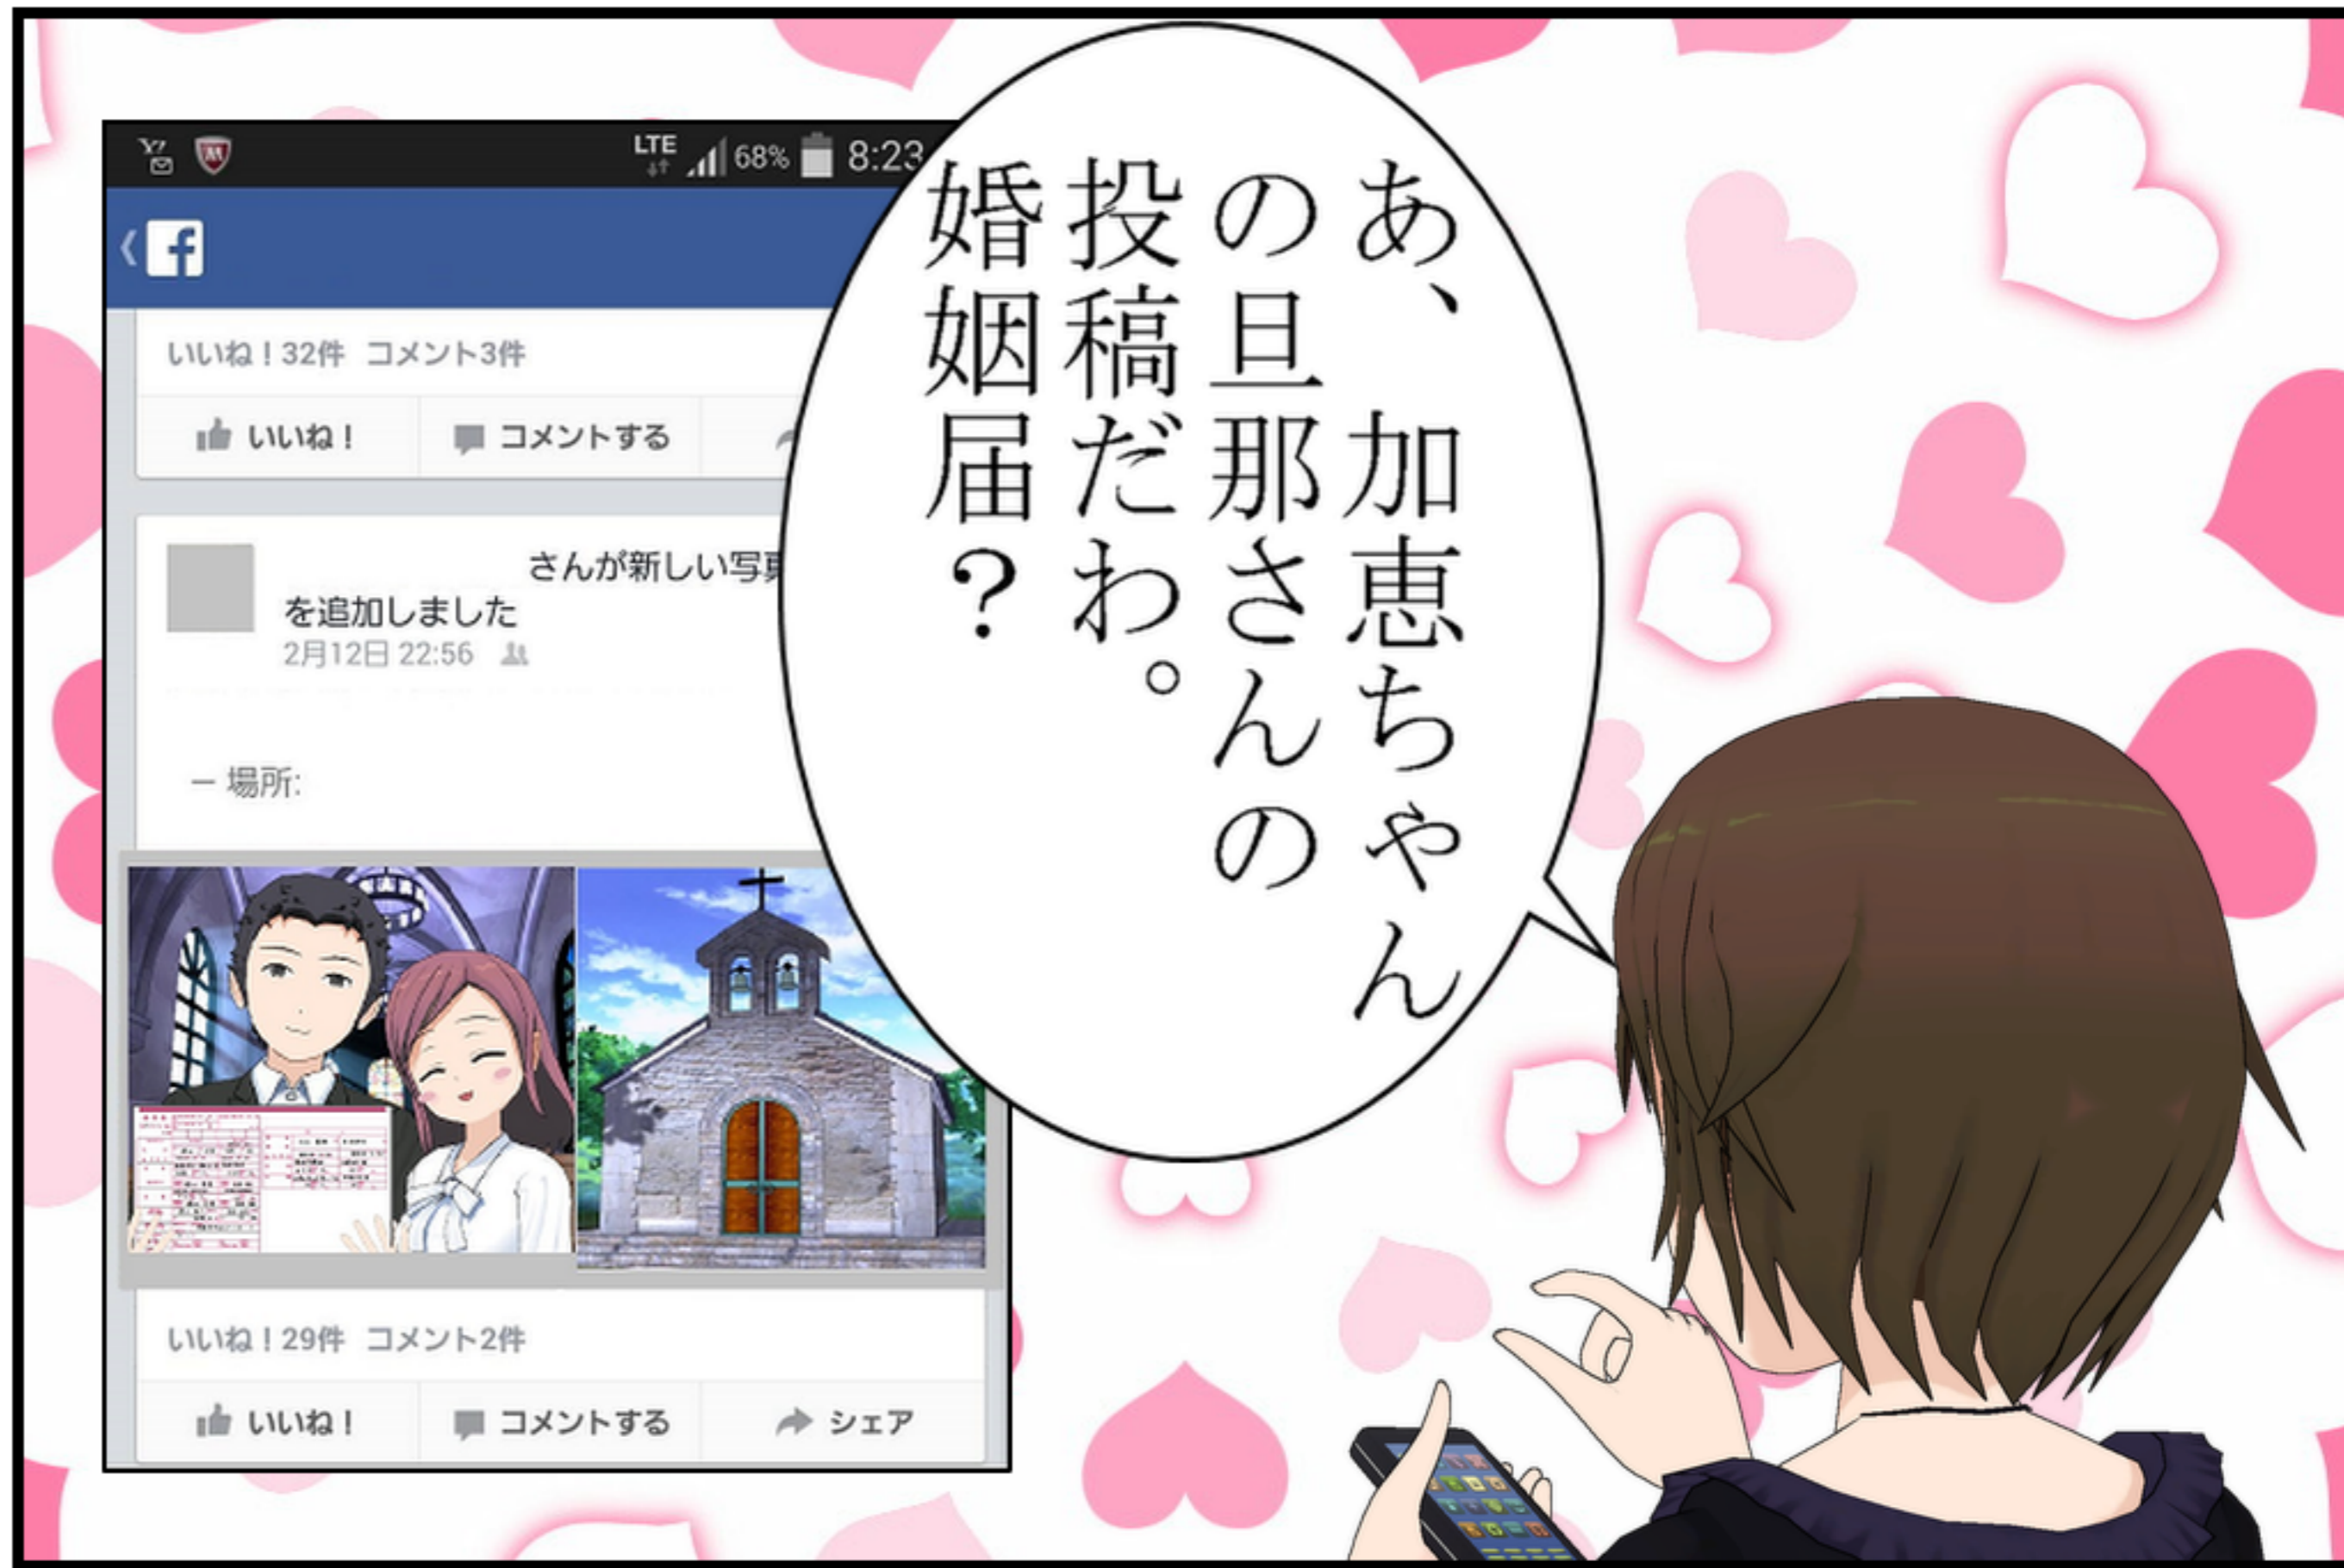 LTE 68% 8:23
いいね！32件 コメント3件
いいね！ コメントする
さんが新しい写真
を追加しました
2月12日 22:56
― 場所:
いいね！29件 コメント2件
いいね！ コメントする シェア
あ、加恵ちゃん
の旦那さんの
投稿だわ。
婚姻届？